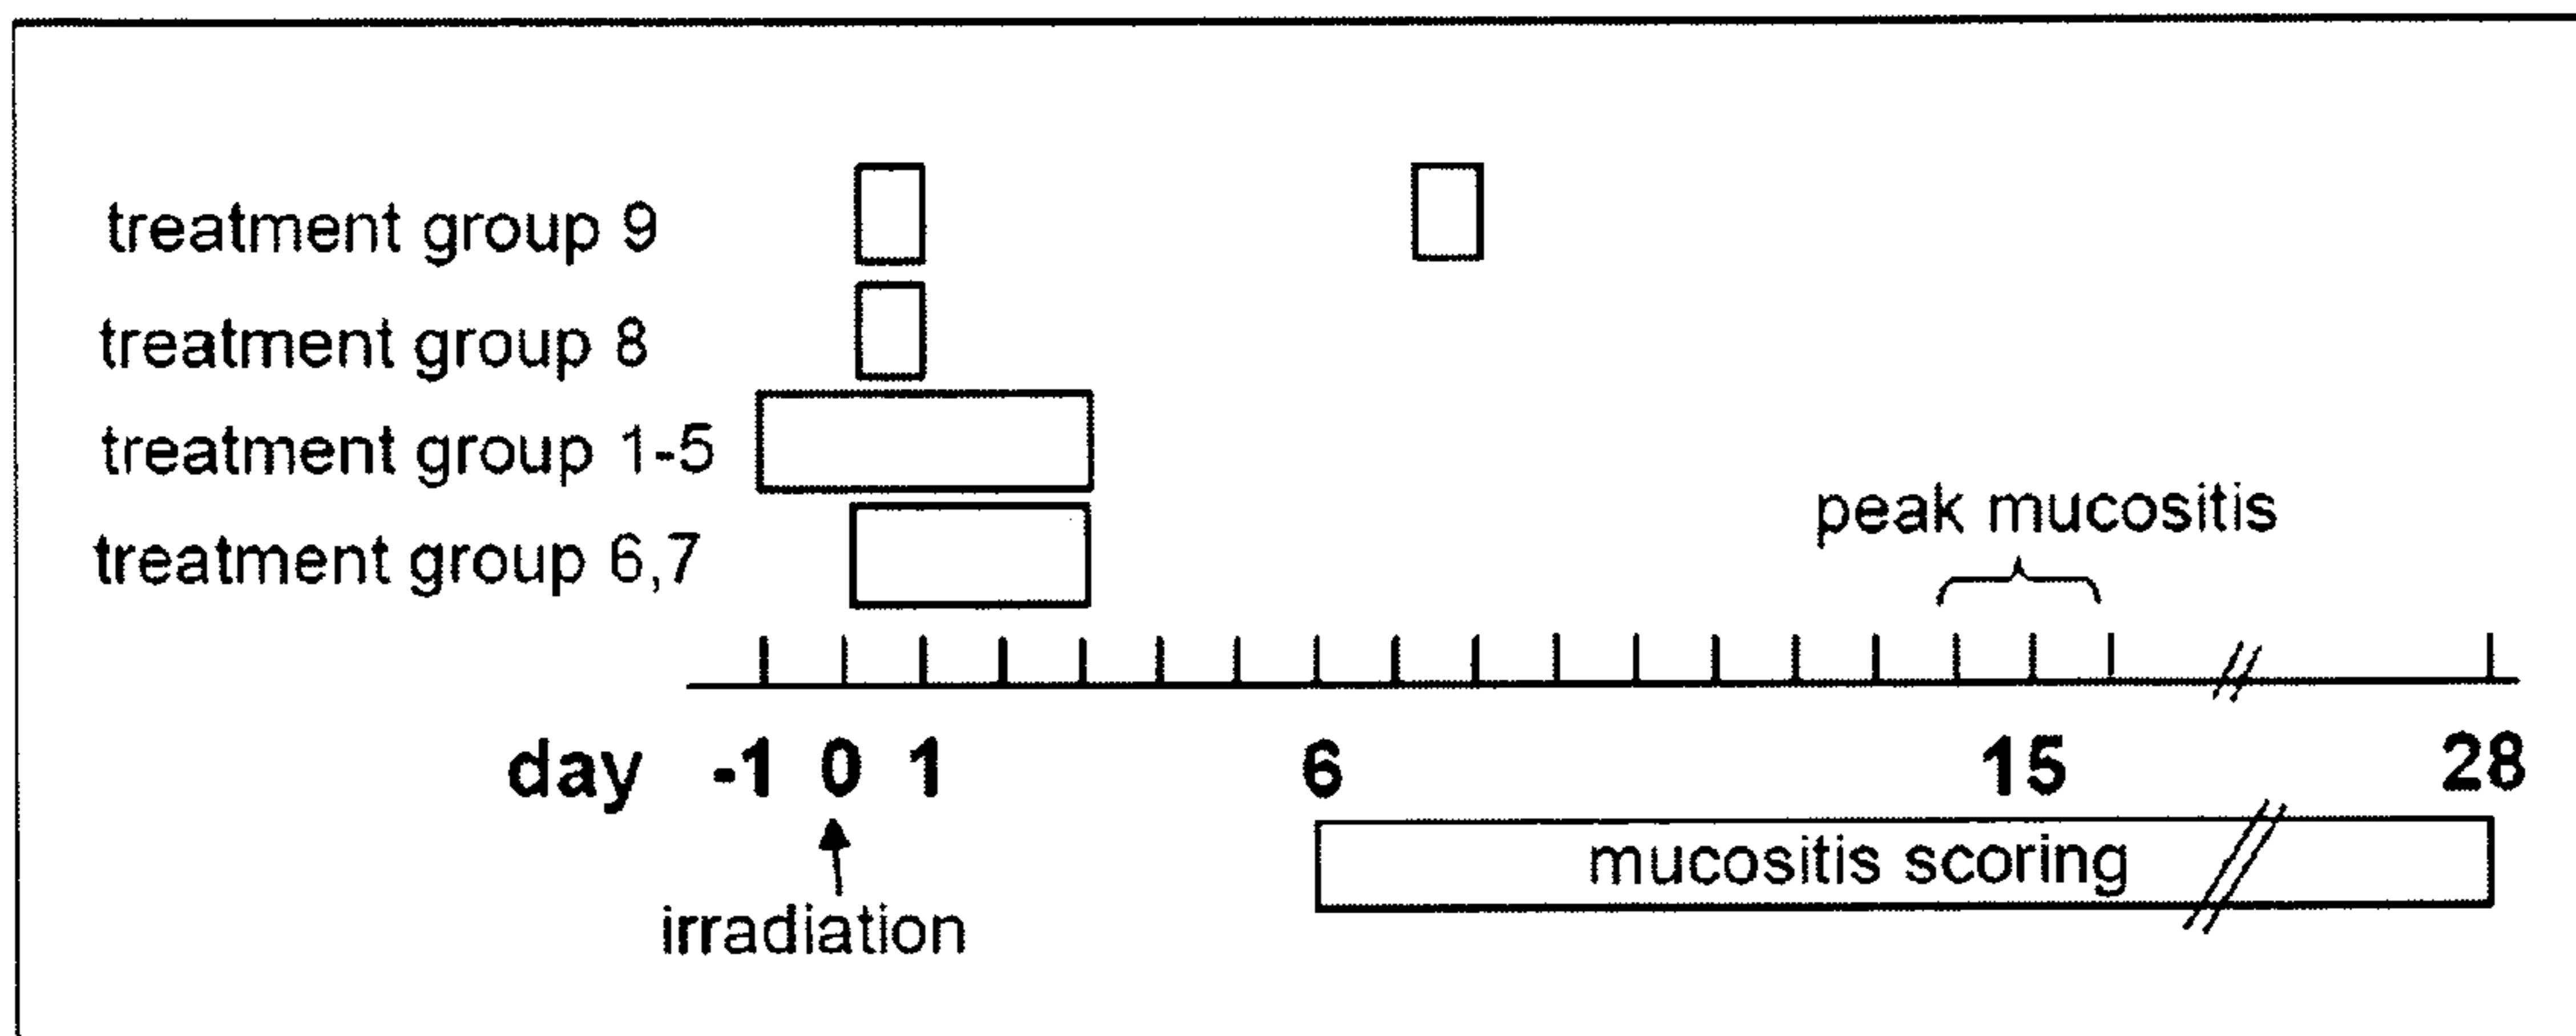 treatment group 9
treatment group 8
treatment group 1-5
treatment group 6,7
peak mucositis
day -1 0 1 6 15 28
mucositis scoring
irradiation